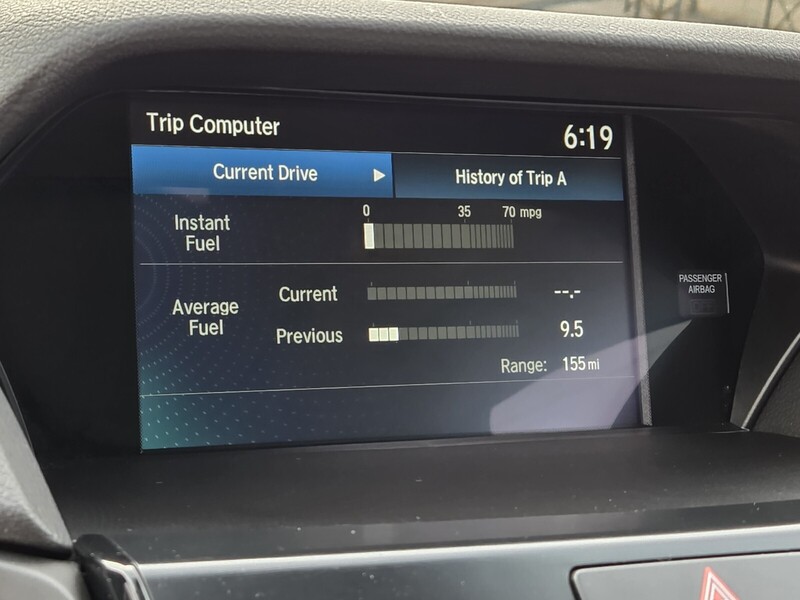 Trip Computer
6:19
Current Drive
History of Trip A
Instant
Fuel
0 35 70 mpg
Average
Fuel
Current --.-
Previous 9.5
Range: 155 mi
PASSENGER
AIRBAG